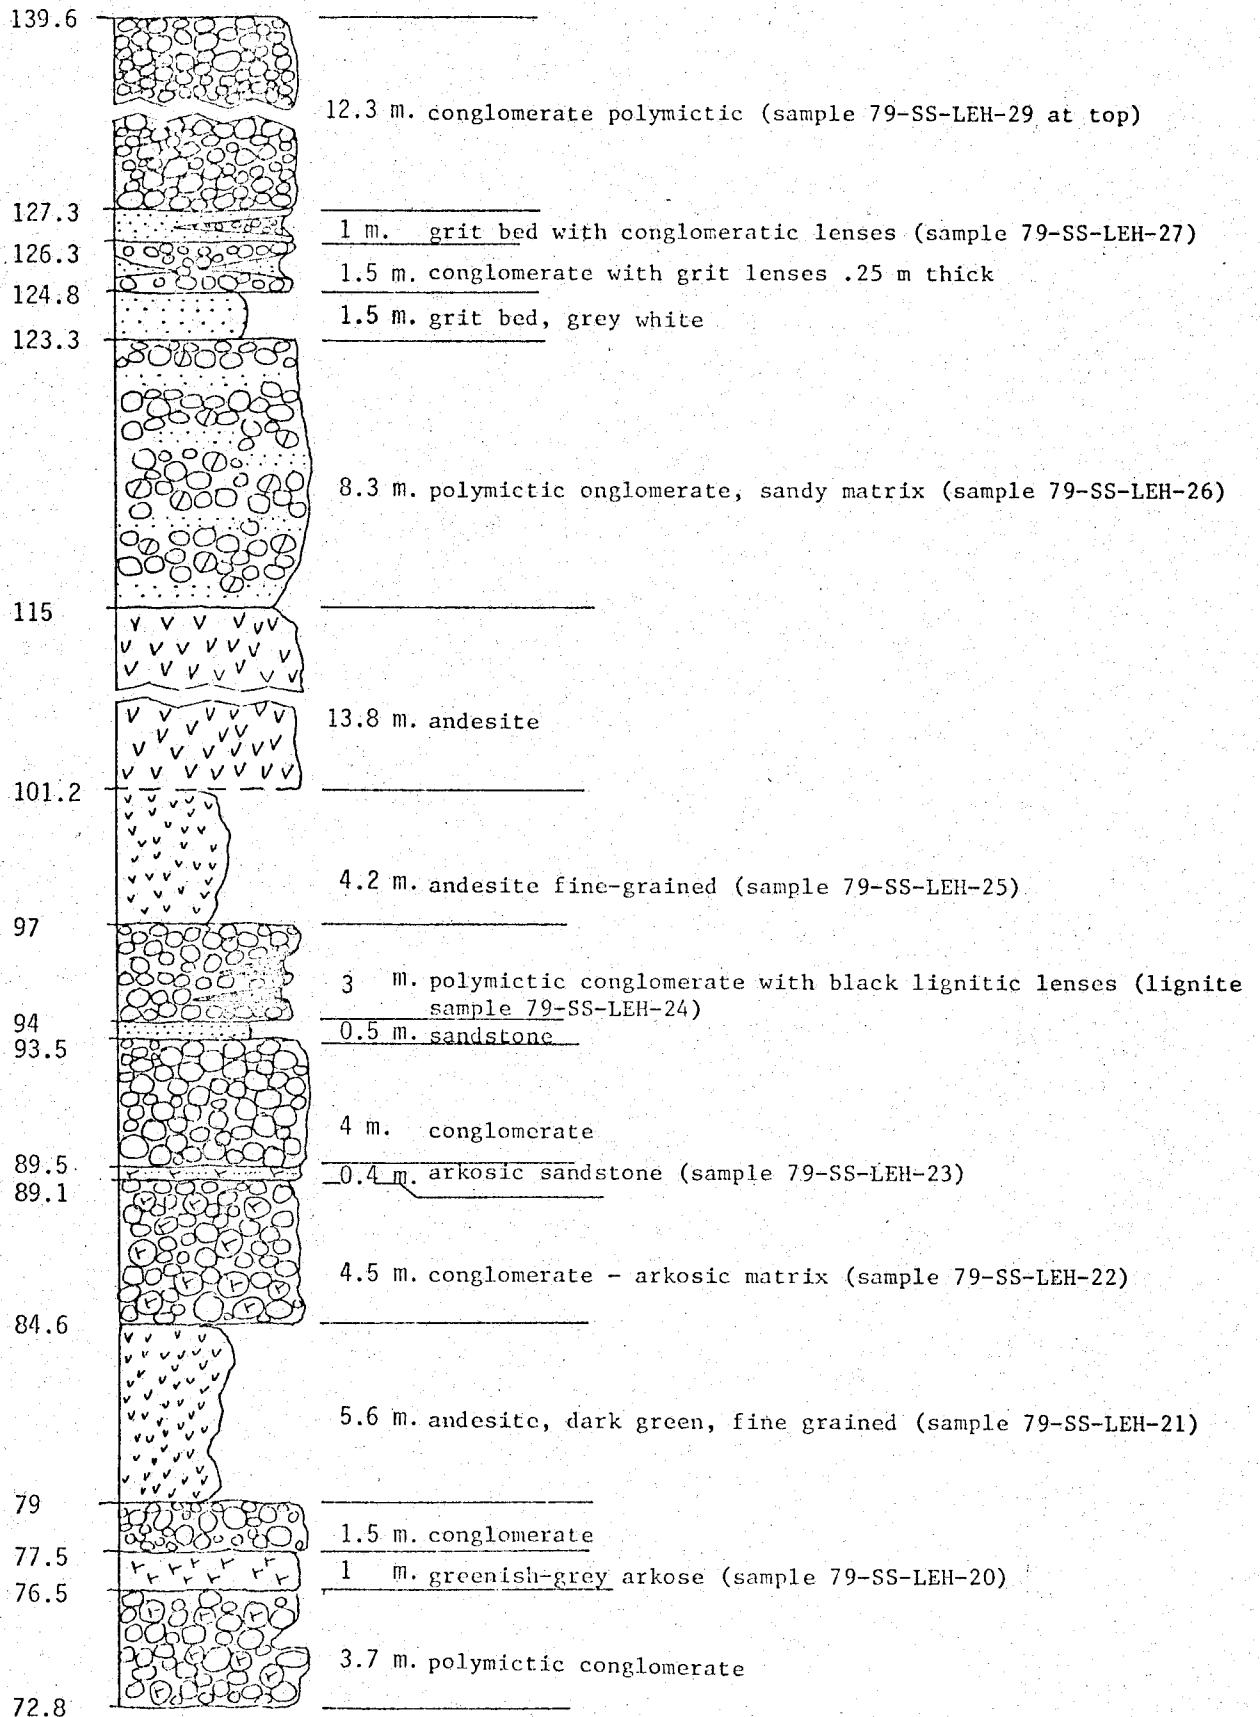 139.6
12.3 m. conglomerate polymictic (sample 79-SS-LEH-29 at top)
127.3
1 m. grit bed with conglomeratic lenses (sample 79-SS-LEH-27)
126.3
1.5 m. conglomerate with grit lenses .25 m thick
124.8
1.5 m. grit bed, grey white
123.3
8.3 m. polymictic onglomerate, sandy matrix (sample 79-SS-LEH-26)
115
13.8 m. andesite
101.2
4.2 m. andesite fine-grained (sample 79-SS-LEH-25)
97
3 m. polymictic conglomerate with black lignitic lenses (lignite
sample 79-SS-LEH-24)
94
0.5 m. sandstone
93.5
4 m. conglomerate
89.5
0.4 m. arkosic sandstone (sample 79-SS-LEH-23)
89.1
4.5 m. conglomerate - arkosic matrix (sample 79-SS-LEH-22)
84.6
5.6 m. andesite, dark green, fine grained (sample 79-SS-LEH-21)
79
1.5 m. conglomerate
77.5
1 m. greenish-grey arkose (sample 79-SS-LEH-20)
76.5
3.7 m. polymictic conglomerate
72.8